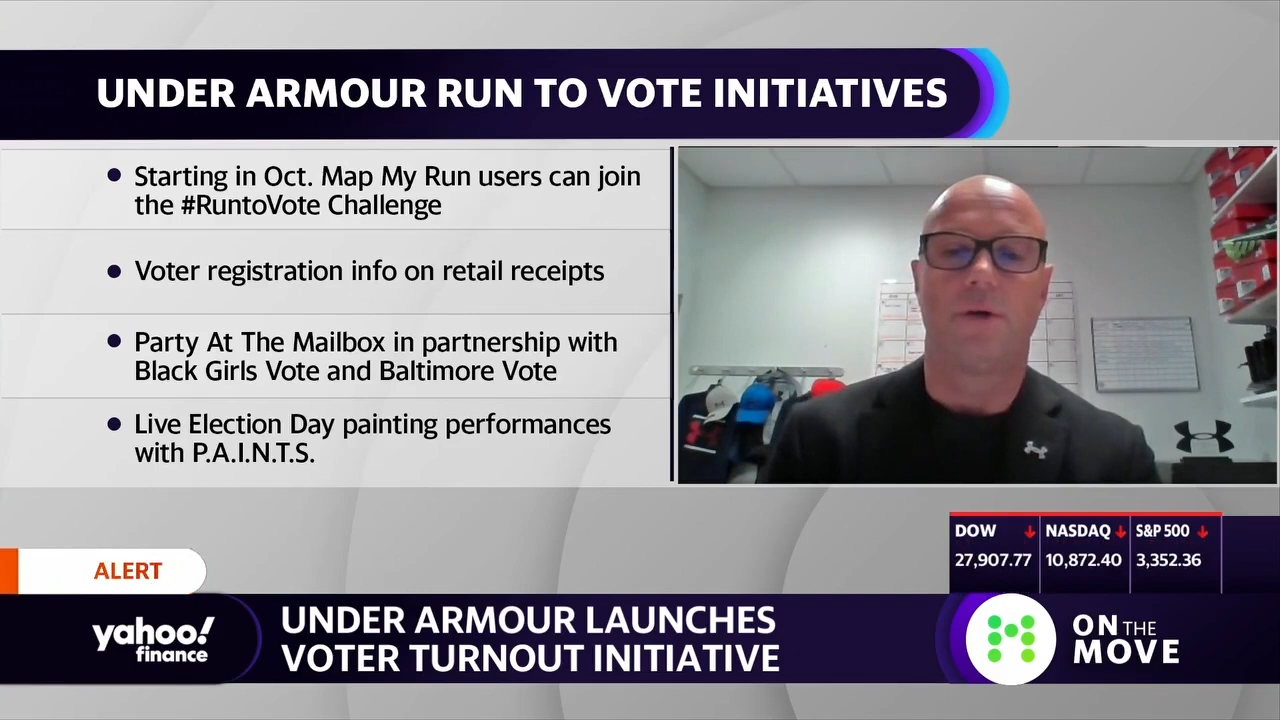 UNDER ARMOUR RUN TO VOTE INITIATIVES
• Starting in Oct. Map My Run users can join
the #RuntoVote Challenge
• Voter registration info on retail receipts
• Party At The Mailbox in partnership with
Black Girls Vote and Baltimore Vote
• Live Election Day painting performances
with P.A.I.N.T.S.
DOW NASDAQ S&P 500
27,907.77 10,872.40 3,352.36
ALERT
yahoo!
finance
UNDER ARMOUR LAUNCHES
VOTER TURNOUT INITIATIVE
ON THE
MOVE